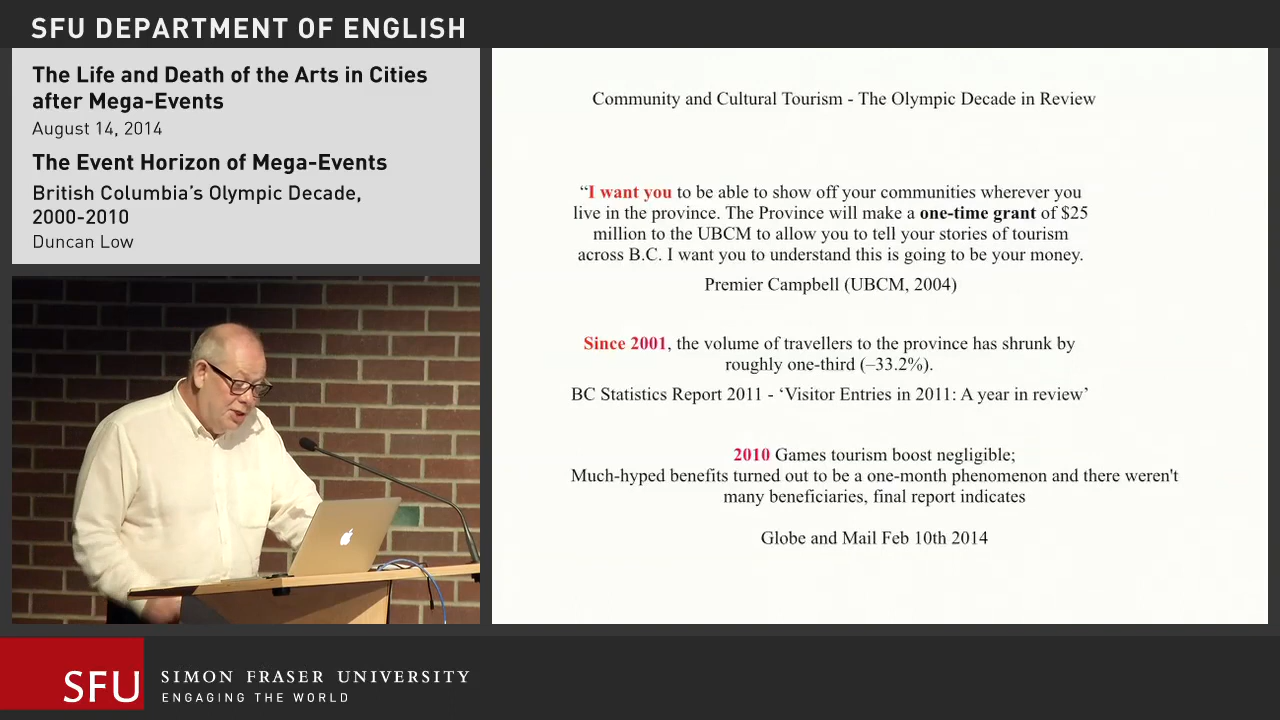 SFU DEPARTMENT OF ENGLISH
The Life and Death of the Arts in Cities
after Mega-Events
August 14, 2014
The Event Horizon of Mega-Events
British Columbia's Olympic Decade,
2000-2010
Duncan Low
Community and Cultural Tourism - The Olympic Decade in Review
“I want you to be able to show off your communities wherever you
live in the province. The Province will make a one-time grant of $25
million to the UBCM to allow you to tell your stories of tourism
across B.C. I want you to understand this is going to be your money.
Premier Campbell (UBCM, 2004)
Since 2001, the volume of travellers to the province has shrunk by
roughly one-third (–33.2%).
BC Statistics Report 2011 - ‘Visitor Entries in 2011: A year in review’
2010 Games tourism boost negligible;
Much-hyped benefits turned out to be a one-month phenomenon and there weren't
many beneficiaries, final report indicates
Globe and Mail Feb 10th 2014
SFU
SIMON FRASER UNIVERSITY
ENGAGING THE WORLD